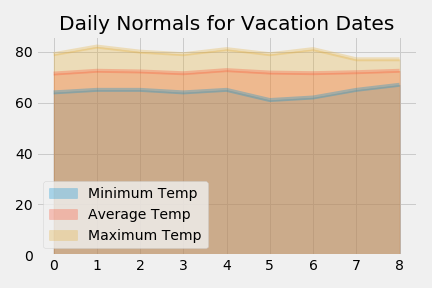 Daily Normals for Vacation Dates
80
60
40
20
0
Minimum Temp
Average Temp
Maximum Temp
0 1 2 3 4 5 6 7 8